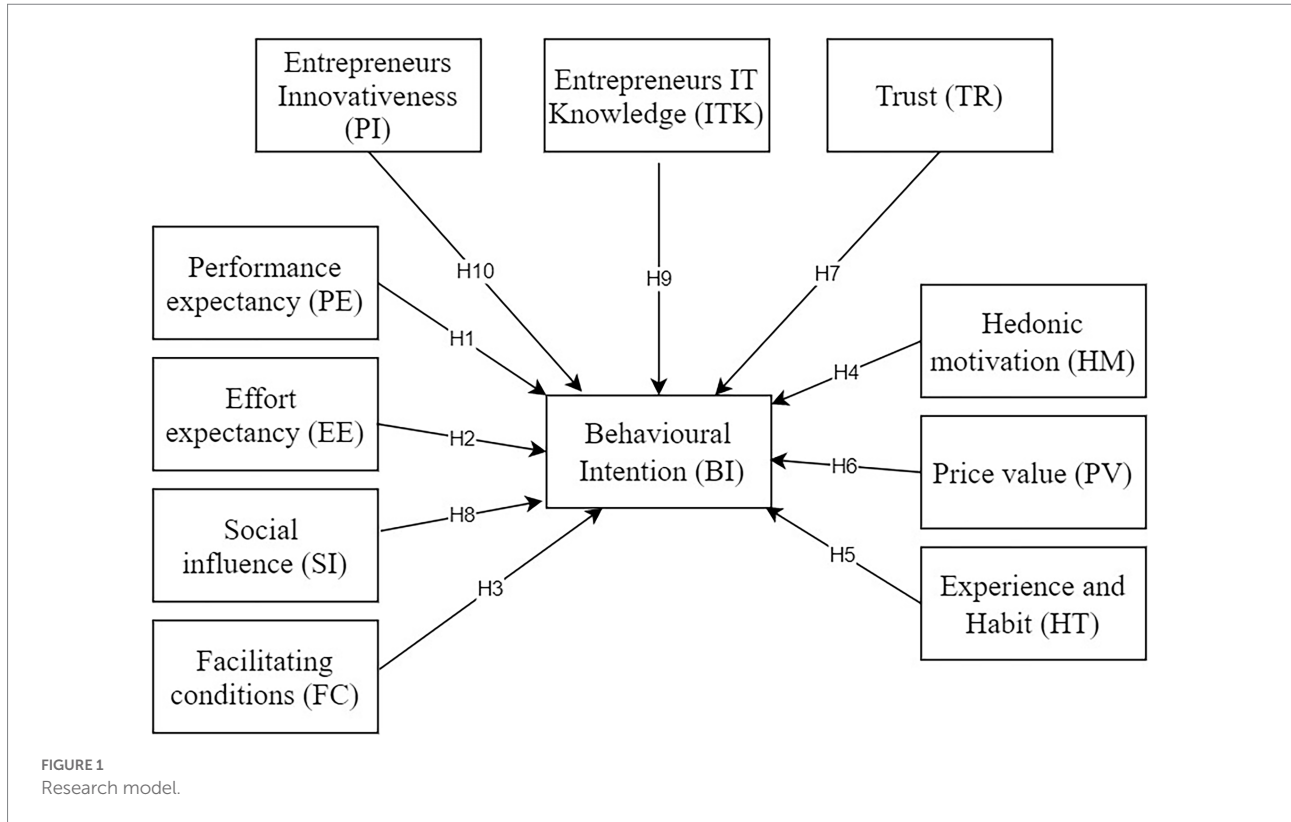 Entrepreneurs
Innovativeness
(PI)
Entrepreneurs IT
Knowledge (ITK)
Trust (TR)
H10
H9
H7
Performance
expectancy (PE)
H1
Effort
expectancy (EE)
H2
Social
influence (SI)
H8
Facilitating
conditions (FC)
H3
Behavioural
Intention (BI)
Hedonic
motivation (HM)
H4
Price value (PV)
H6
Experience and
Habit (HT)
H5
FIGURE 1
Research model.